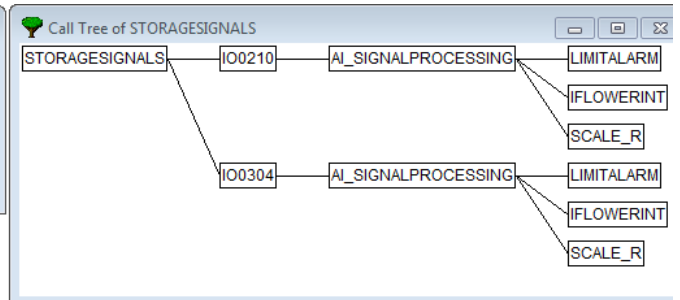 Call Tree of STORAGESIGNALS
STORAGESIGNALS IO0210 AI_SIGNALPROCESSING LIMITALARM
IFLOWERINT
SCALE_R
IO0304 AI_SIGNALPROCESSING LIMITALARM
IFLOWERINT
SCALE_R